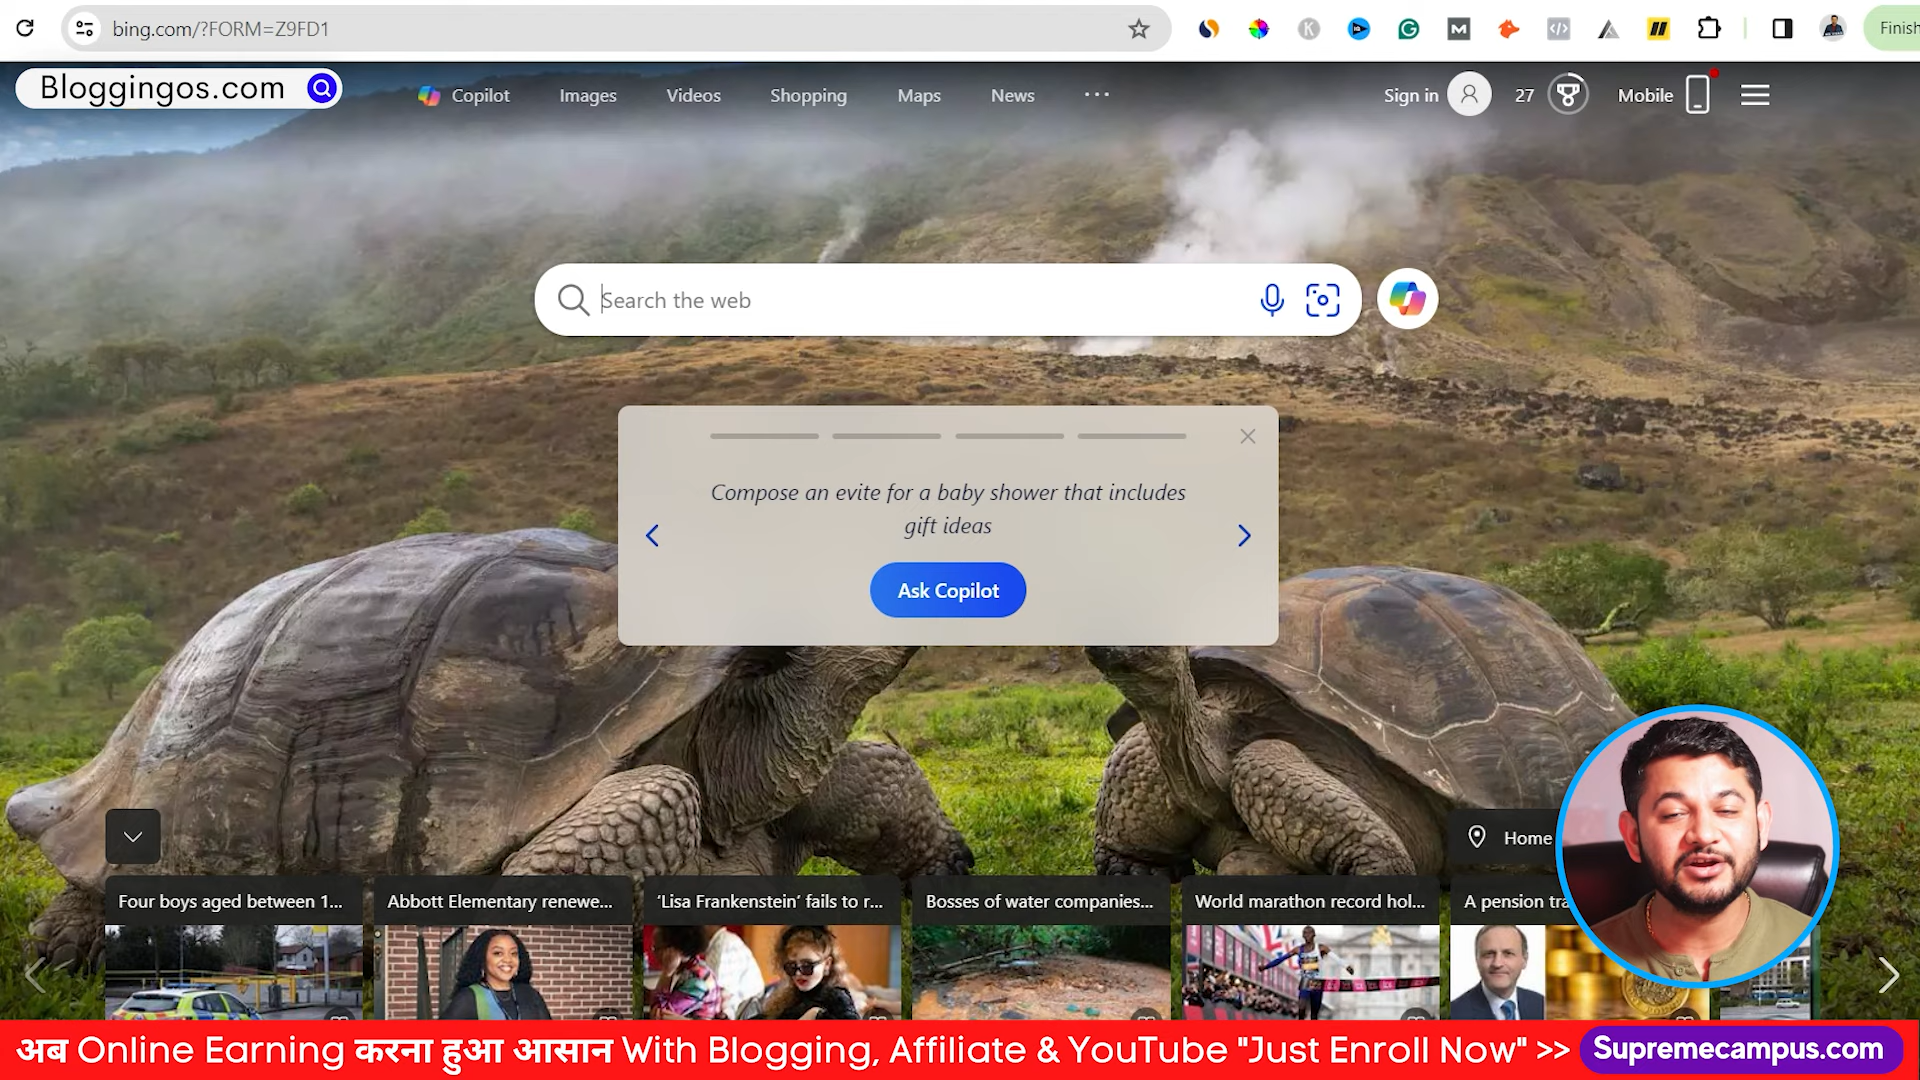 bing.com/?FORM=Z9FD1
Finish
Bloggingos.com
Copilot
Images
Videos
Shopping
Maps
News
Sign in
27
Mobile
Search the web
Compose an evite for a baby shower that includes
gift ideas
Ask Copilot
Home
Four boys aged between 1...
Abbott Elementary renewe...
‘Lisa Frankenstein’ fails to r...
Bosses of water companies...
World marathon record hol...
A pension tra
अब Online Earning करना हुआ आसान With Blogging, Affiliate & YouTube "Just Enroll Now" >> Supremecampus.com